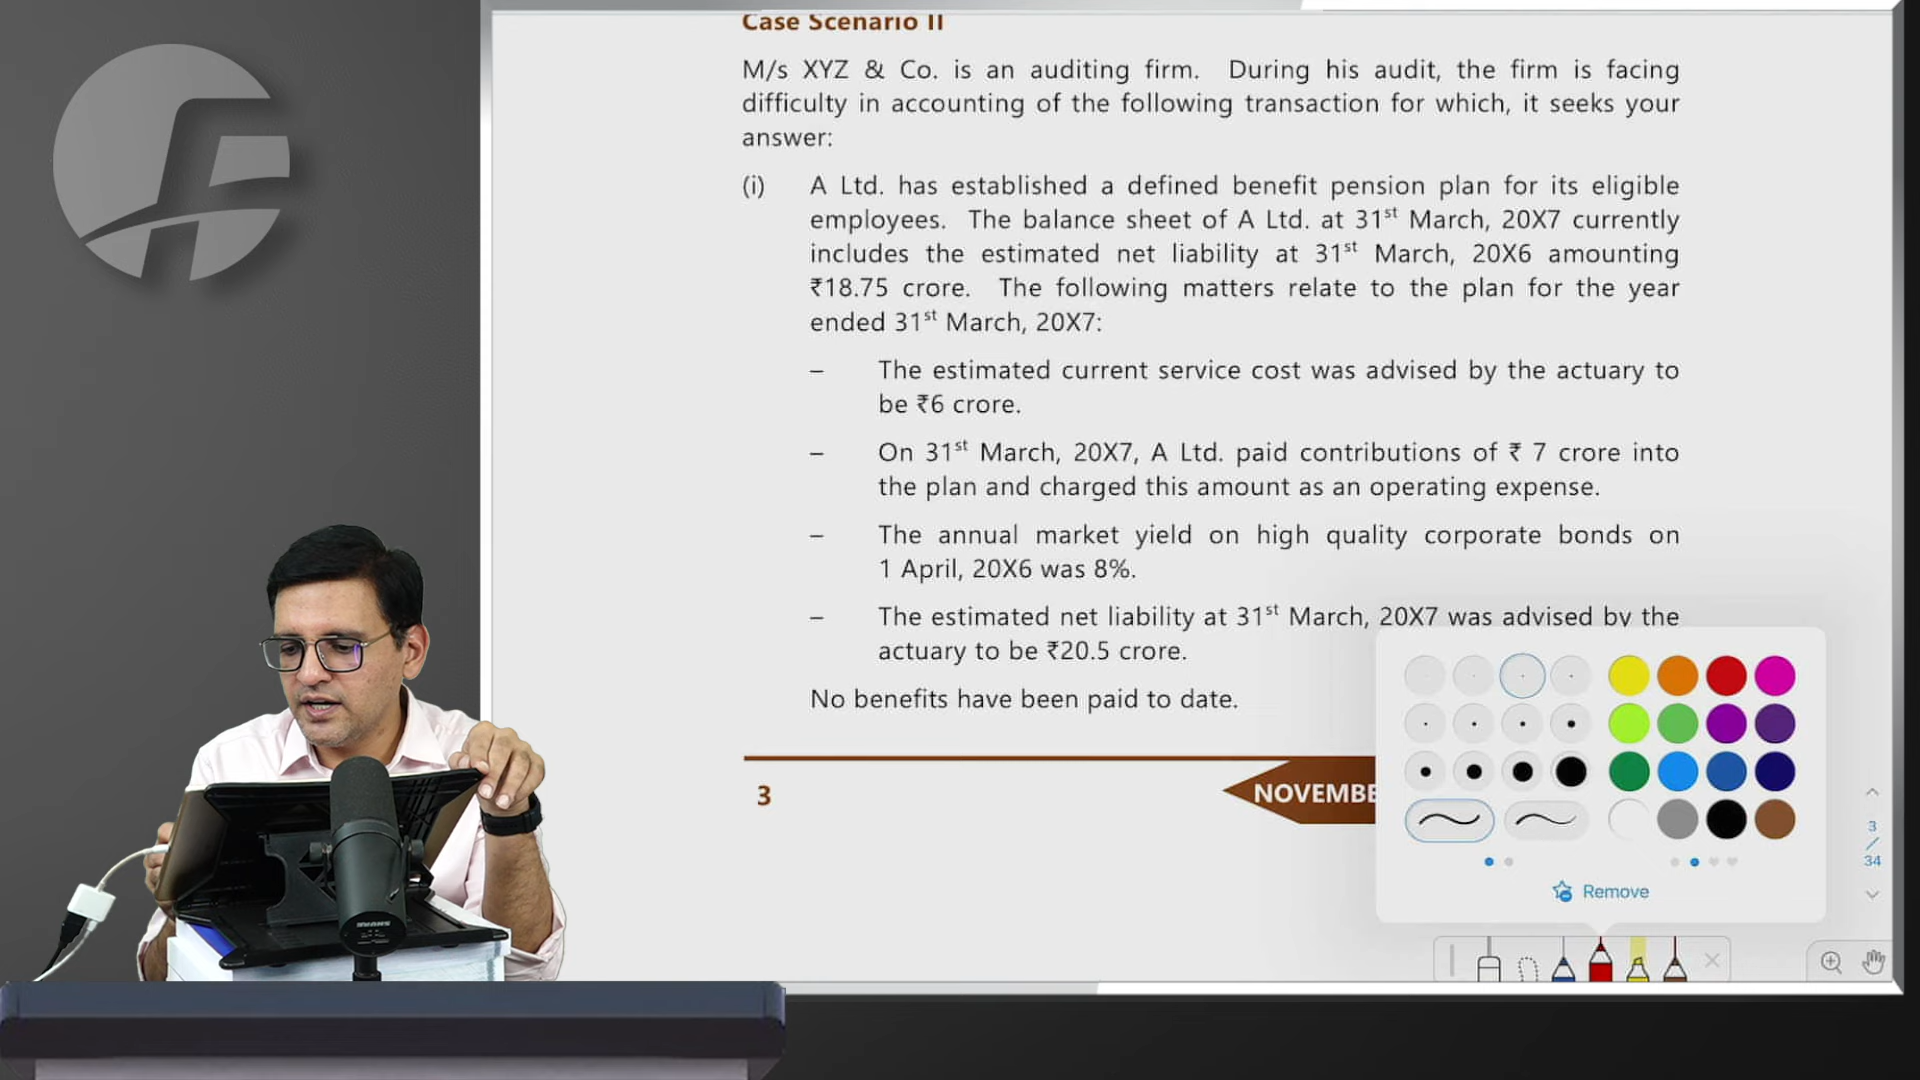 Case Scenario II
M/s XYZ & Co. is an auditing firm. During his audit, the firm is facing
difficulty in accounting of the following transaction for which, it seeks your
answer:
(i) A Ltd. has established a defined benefit pension plan for its eligible
employees. The balance sheet of A Ltd. at 31st March, 20X7 currently
includes the estimated net liability at 31st March, 20X6 amounting
₹18.75 crore. The following matters relate to the plan for the year
ended 31st March, 20X7:
– The estimated current service cost was advised by the actuary to
be ₹6 crore.
– On 31st March, 20X7, A Ltd. paid contributions of ₹ 7 crore into
the plan and charged this amount as an operating expense.
– The annual market yield on high quality corporate bonds on
1 April, 20X6 was 8%.
– The estimated net liability at 31st March, 20X7 was advised by the
actuary to be ₹20.5 crore.
No benefits have been paid to date.
3
NOVEMBE
Remove
3
/
34